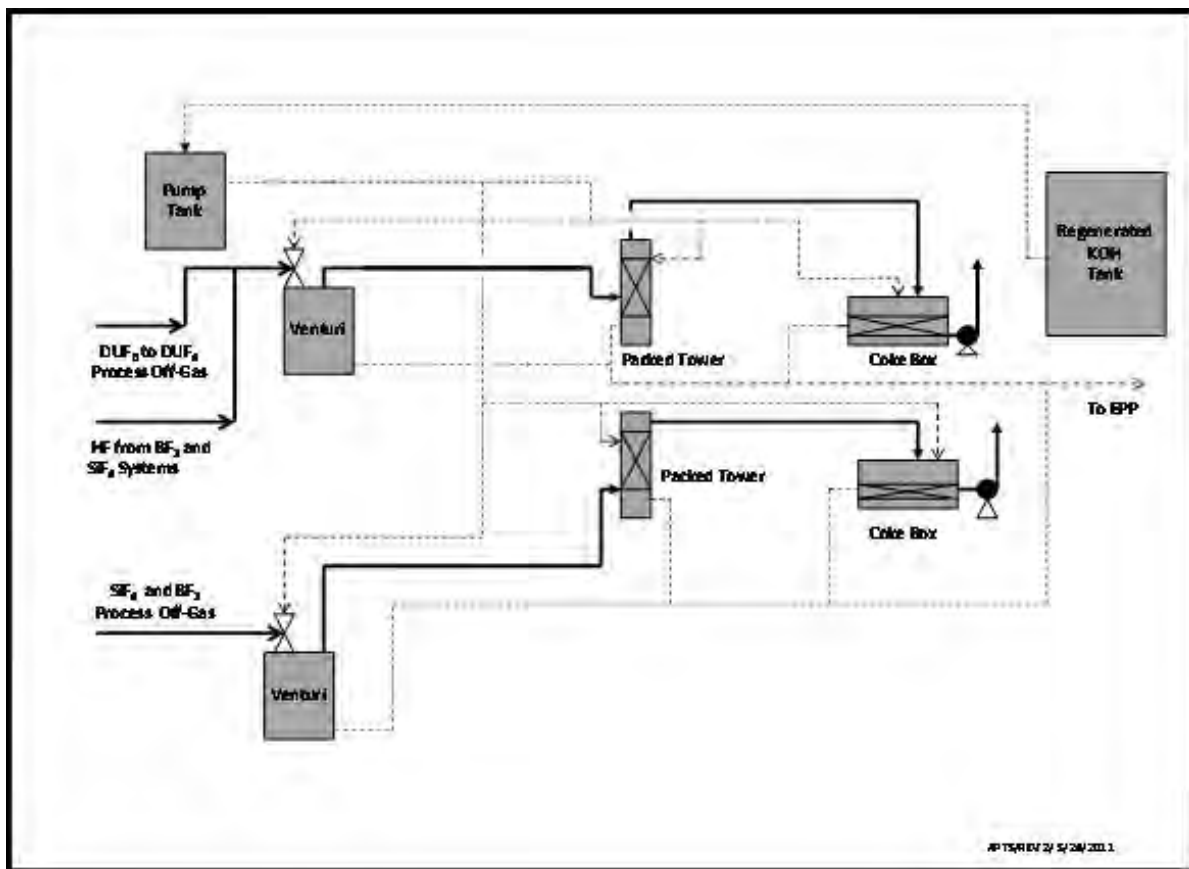 Pump
Tank
Regenerated
KOH
Tank
Venturi
DUF₆ to DUF₄
Process Off-Gas
Packed Tower
Coke Box
To EPP
HF from BF₃ and
SiF₄ Systems
Packed Tower
Coke Box
SiF₄ and BF₃
Process Off-Gas
Venturi